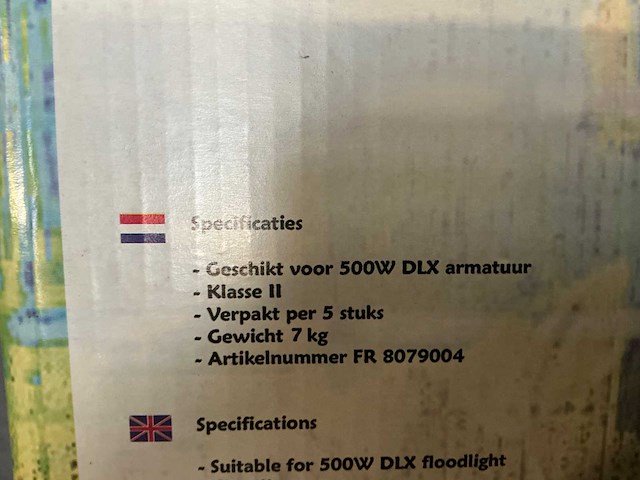 Specificaties
- Geschikt voor 500W DLX armatuur
- Klasse II
- Verpakt per 5 stuks
- Gewicht 7 kg
- Artikelnummer FR 8079004
Specifications
- Suitable for 500W DLX floodlight